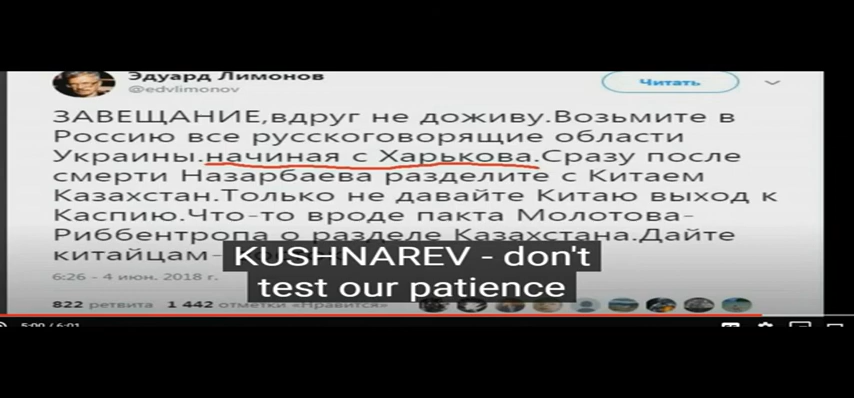 Эдуард Лимонов
@edvlimonov
Читать
ЗАВЕЩАНИЕ,вдруг не доживу.Возьмите в
Россию все русскоговорящие области
Украины.начиная с Харькова.Сразу после
смерти Назарбаева разделите с Китаем
Казахстан.Только не давайте Китаю выход к
Каспию.Что-то вроде пакта Молотова-
Риббентропа о разделе Казахстана.Дайте
китайцам-
KUSHNAREV - don't
test our patience
6:26 - 4 июн. 2018 г.
822 ретвита 1 442 отметки «Нравится»
5:00 / 6:01